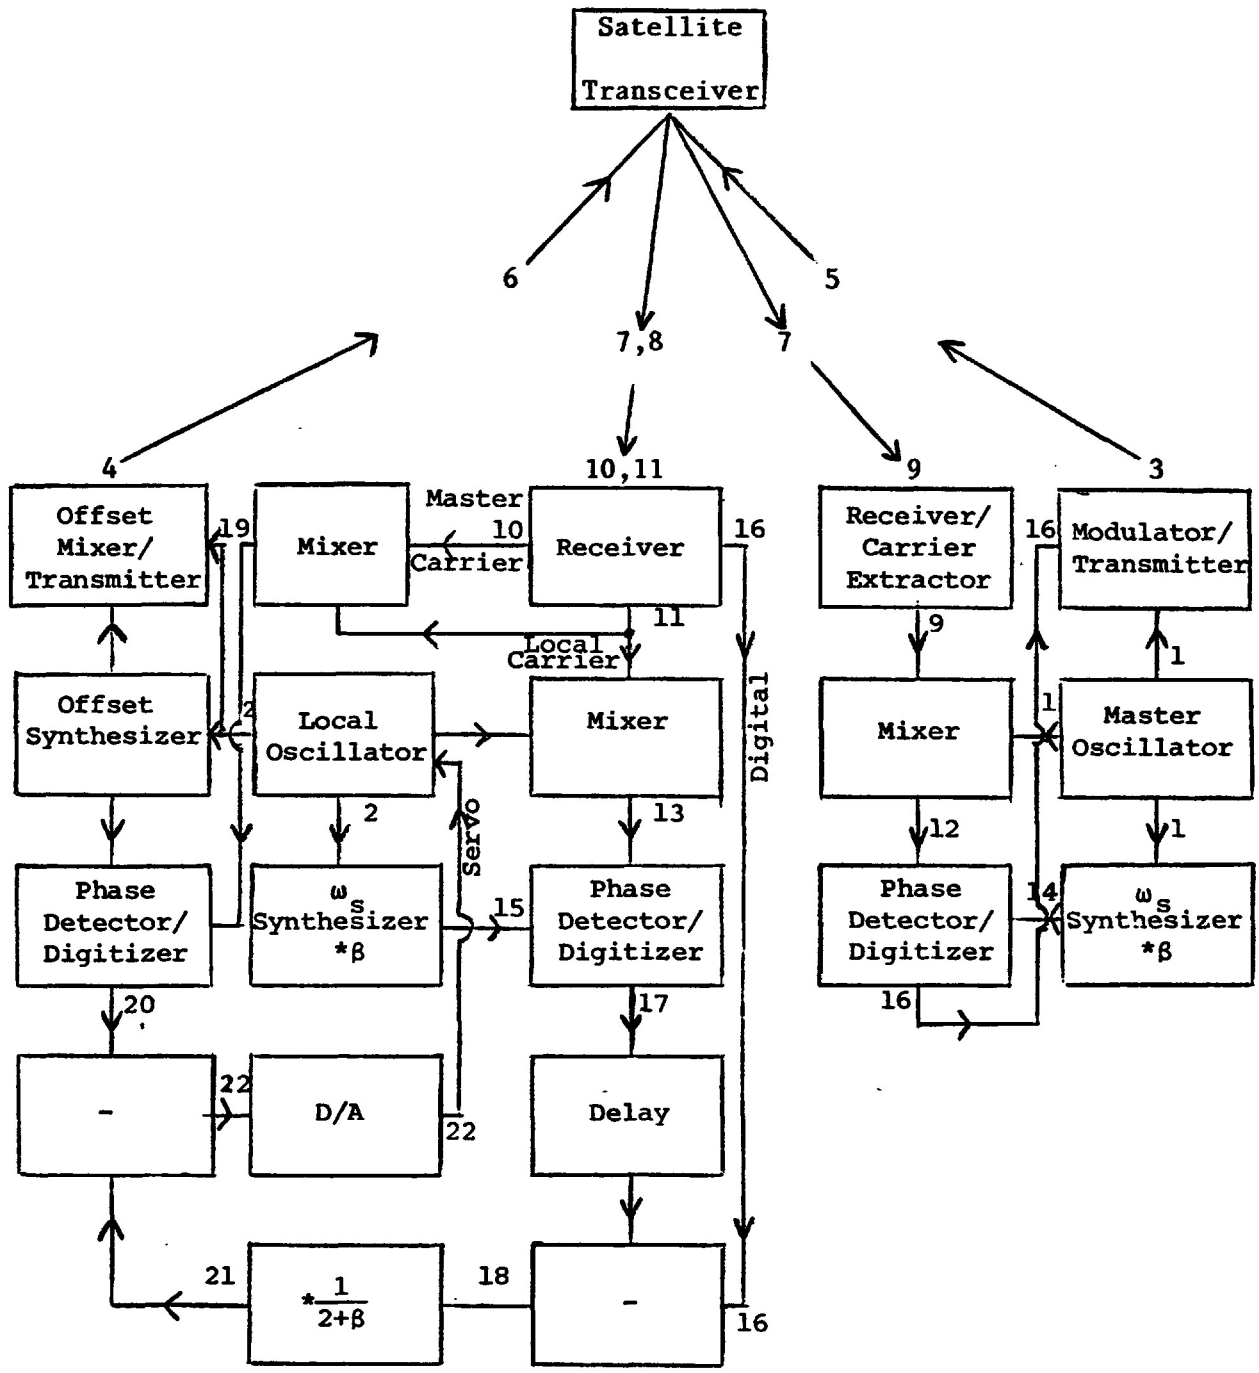 Satellite
Transceiver
6
5
7,8
7
4
10,11
9
3
Offset
Mixer/
Transmitter
19
Mixer
Master
10
Carrier
Receiver
16
Receiver/
Carrier
Extractor
16
Modulator/
Transmitter
11
Local
Carrier
9
1
Offset
Synthesizer
2
Local
Oscillator
Mixer
Digital
Mixer
1
Master
Oscillator
2
Servo
13
12
1
Phase
Detector/
Digitizer
ωs
Synthesizer
*β
15
Phase
Detector/
Digitizer
Phase
Detector/
Digitizer
14
ωs
Synthesizer
*β
20
17
16
-
22
D/A
22
Delay
21
* 1
2+β
18
-
16